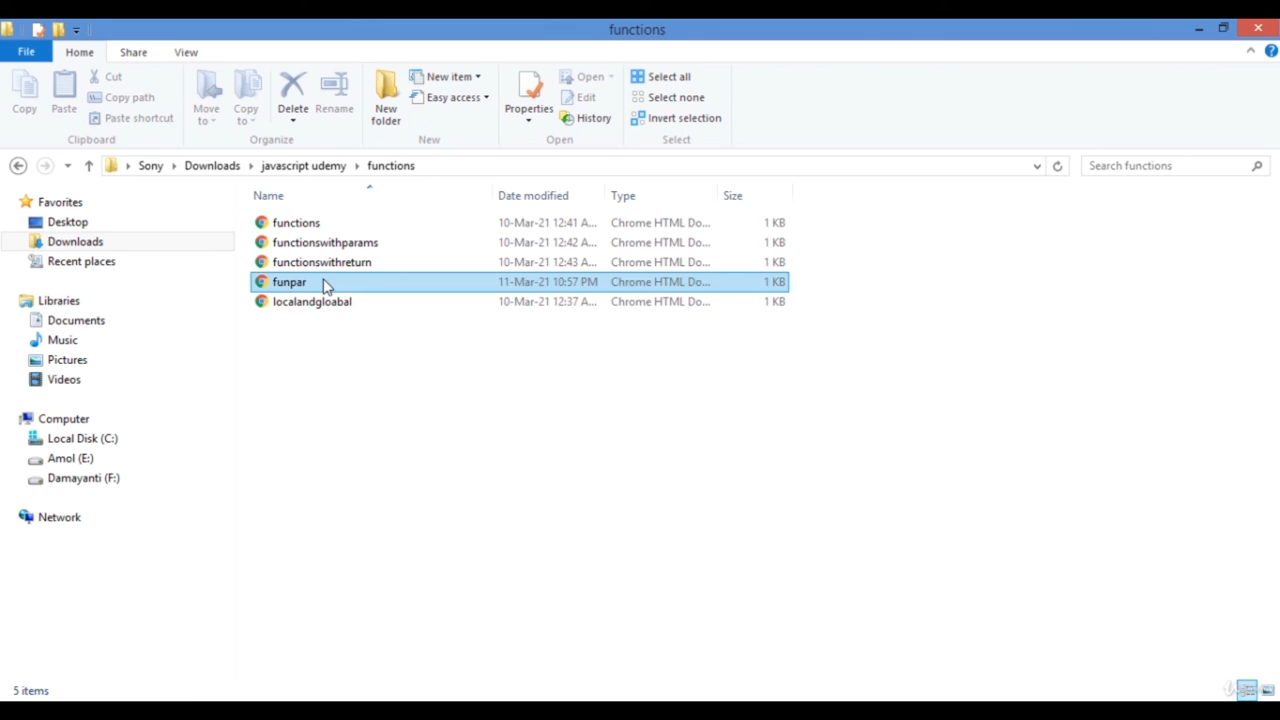 functions
File Home Share View
Copy
Paste
Cut
Copy path
Paste shortcut
Clipboard
Move to
Copy to
Delete
Rename
Organize
New folder
New item
Easy access
New
Properties
Open
Edit
History
Open
Select all
Select none
Invert selection
Select
Sony Downloads javascript udemy functions
Search functions
Favorites
Desktop
Downloads
Recent places
Libraries
Documents
Music
Pictures
Videos
Computer
Local Disk (C:)
Amol (E:)
Damayanti (F:)
Network
Name Date modified Type Size
functions 10-Mar-21 12:41 A... Chrome HTML Do... 1 KB
functionswithparams 10-Mar-21 12:42 A... Chrome HTML Do... 1 KB
functionswithreturn 10-Mar-21 12:43 A... Chrome HTML Do... 1 KB
funpar 11-Mar-21 10:57 PM Chrome HTML Do... 1 KB
localandgloabal 10-Mar-21 12:37 A... Chrome HTML Do... 1 KB
5 items